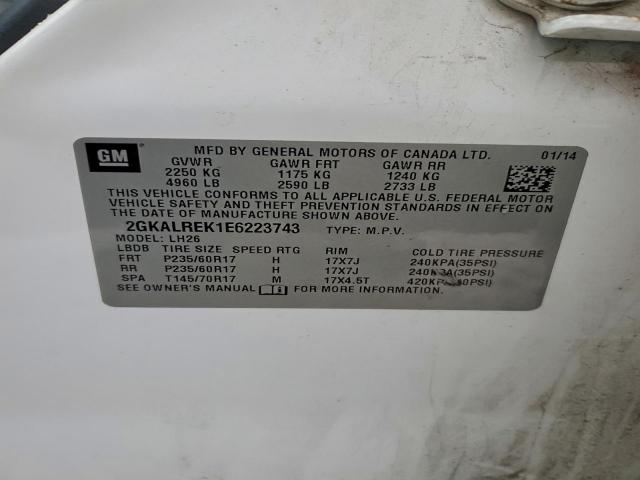 GM
MFD BY GENERAL MOTORS OF CANADA LTD. 01/14
GVWR GAWR FRT GAWR RR
2250 KG 1175 KG 1240 KG
4960 LB 2590 LB 2733 LB
THIS VEHICLE CONFORMS TO ALL APPLICABLE U.S. FEDERAL MOTOR
VEHICLE SAFETY AND THEFT PREVENTION STANDARDS IN EFFECT ON
THE DATE OF MANUFACTURE SHOWN ABOVE.
2GKALREK1E6223743 TYPE: M.P.V.
MODEL: LH26
LBDB TIRE SIZE SPEED RTG RIM COLD TIRE PRESSURE
FRT P235/60R17 H 17X7J 240KPA(35PSI)
RR P235/60R17 H 17X7J 240KPA(35PSI)
SPA T145/70R17 M 17X4.5T 420KPA(60PSI)
SEE OWNER'S MANUAL FOR MORE INFORMATION.